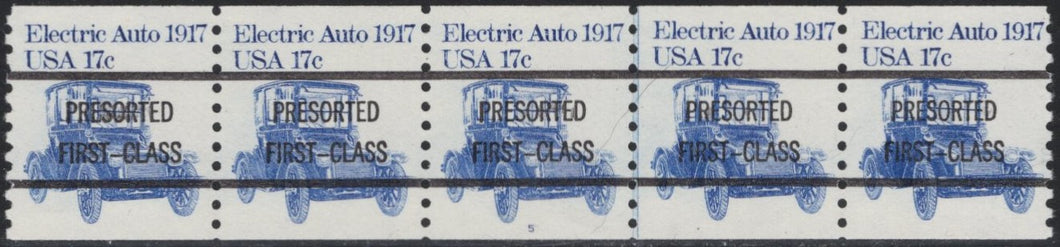 Electric Auto 1917 Electric Auto 1917 Electric Auto 1917 Electric Auto 1917 Electric Auto 1917
USA 17c USA 17c USA 17c USA 17c USA 17c
PRESORTED PRESORTED PRESORTED PRESORTED PRESORTED
FIRST-CLASS FIRST-CLASS FIRST-CLASS FIRST-CLASS FIRST-CLASS
5